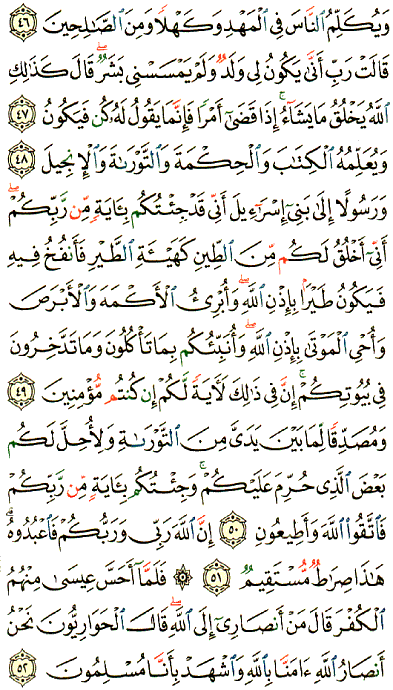 وَيُكَلِّمُ ٱلنَّاسَ فِى ٱلْمَهْدِ وَكَهْلًا وَمِنَ ٱلصَّٰلِحِينَ ٤٦
قَالَتْ رَبِّ أَنَّىٰ يَكُونُ لِى وَلَدٌ وَلَمْ يَمْسَسْنِى بَشَرٌ ۖ قَالَ كَذَٰلِكِ
ٱللَّهُ يَخْلُقُ مَا يَشَآءُ ۚ إِذَا قَضَىٰٓ أَمْرًا فَإِنَّمَا يَقُولُ لَهُۥ كُن فَيَكُونُ ٤٧
وَيُعَلِّمُهُ ٱلْكِتَٰبَ وَٱلْحِكْمَةَ وَٱلتَّوْرَىٰةَ وَٱلْإِنجِيلَ ٤٨
وَرَسُولًا إِلَىٰ بَنِىٓ إِسْرَٰٓءِيلَ أَنِّى قَدْ جِئْتُكُم بِـَٔايَةٍ مِّن رَّبِّكُمْ ۖ
أَنِّىٓ أَخْلُقُ لَكُم مِّنَ ٱلطِّينِ كَهَيْـَٔةِ ٱلطَّيْرِ فَأَنفُخُ فِيهِ
فَيَكُونُ طَيْرًۢا بِإِذْنِ ٱللَّهِ ۖ وَأُبْرِئُ ٱلْأَكْمَهَ وَٱلْأَبْرَصَ
وَأُحْىِ ٱلْمَوْتَىٰ بِإِذْنِ ٱللَّهِ ۖ وَأُنَبِّئُكُم بِمَا تَأْكُلُونَ وَمَا تَدَّخِرُونَ
فِى بُيُوتِكُمْ ۚ إِنَّ فِى ذَٰلِكَ لَـَٔايَةً لَّكُمْ إِن كُنتُم مُّؤْمِنِينَ ٤٩
وَمُصَدِّقًا لِّمَا بَيْنَ يَدَىَّ مِنَ ٱلتَّوْرَىٰةِ وَلِأُحِلَّ لَكُم
بَعْضَ ٱلَّذِى حُرِّمَ عَلَيْكُمْ ۚ وَجِئْتُكُم بِـَٔايَةٍ مِّن رَّبِّكُمْ
فَٱتَّقُوا۟ ٱللَّهَ وَأَطِيعُونِ ٥٠ إِنَّ ٱللَّهَ رَبِّى وَرَبُّكُمْ فَٱعْبُدُوهُ ۗ
هَٰذَا صِرَٰطٌ مُّسْتَقِيمٌ ٥١ ۞ فَلَمَّآ أَحَسَّ عِيسَىٰ مِنْهُمُ
ٱلْكُفْرَ قَالَ مَنْ أَنصَارِىٓ إِلَى ٱللَّهِ ۖ قَالَ ٱلْحَوَارِيُّونَ نَحْنُ
أَنصَارُ ٱللَّهِ ءَامَنَّا بِٱللَّهِ وَٱشْهَدْ بِأَنَّا مُسْلِمُونَ ٥٢